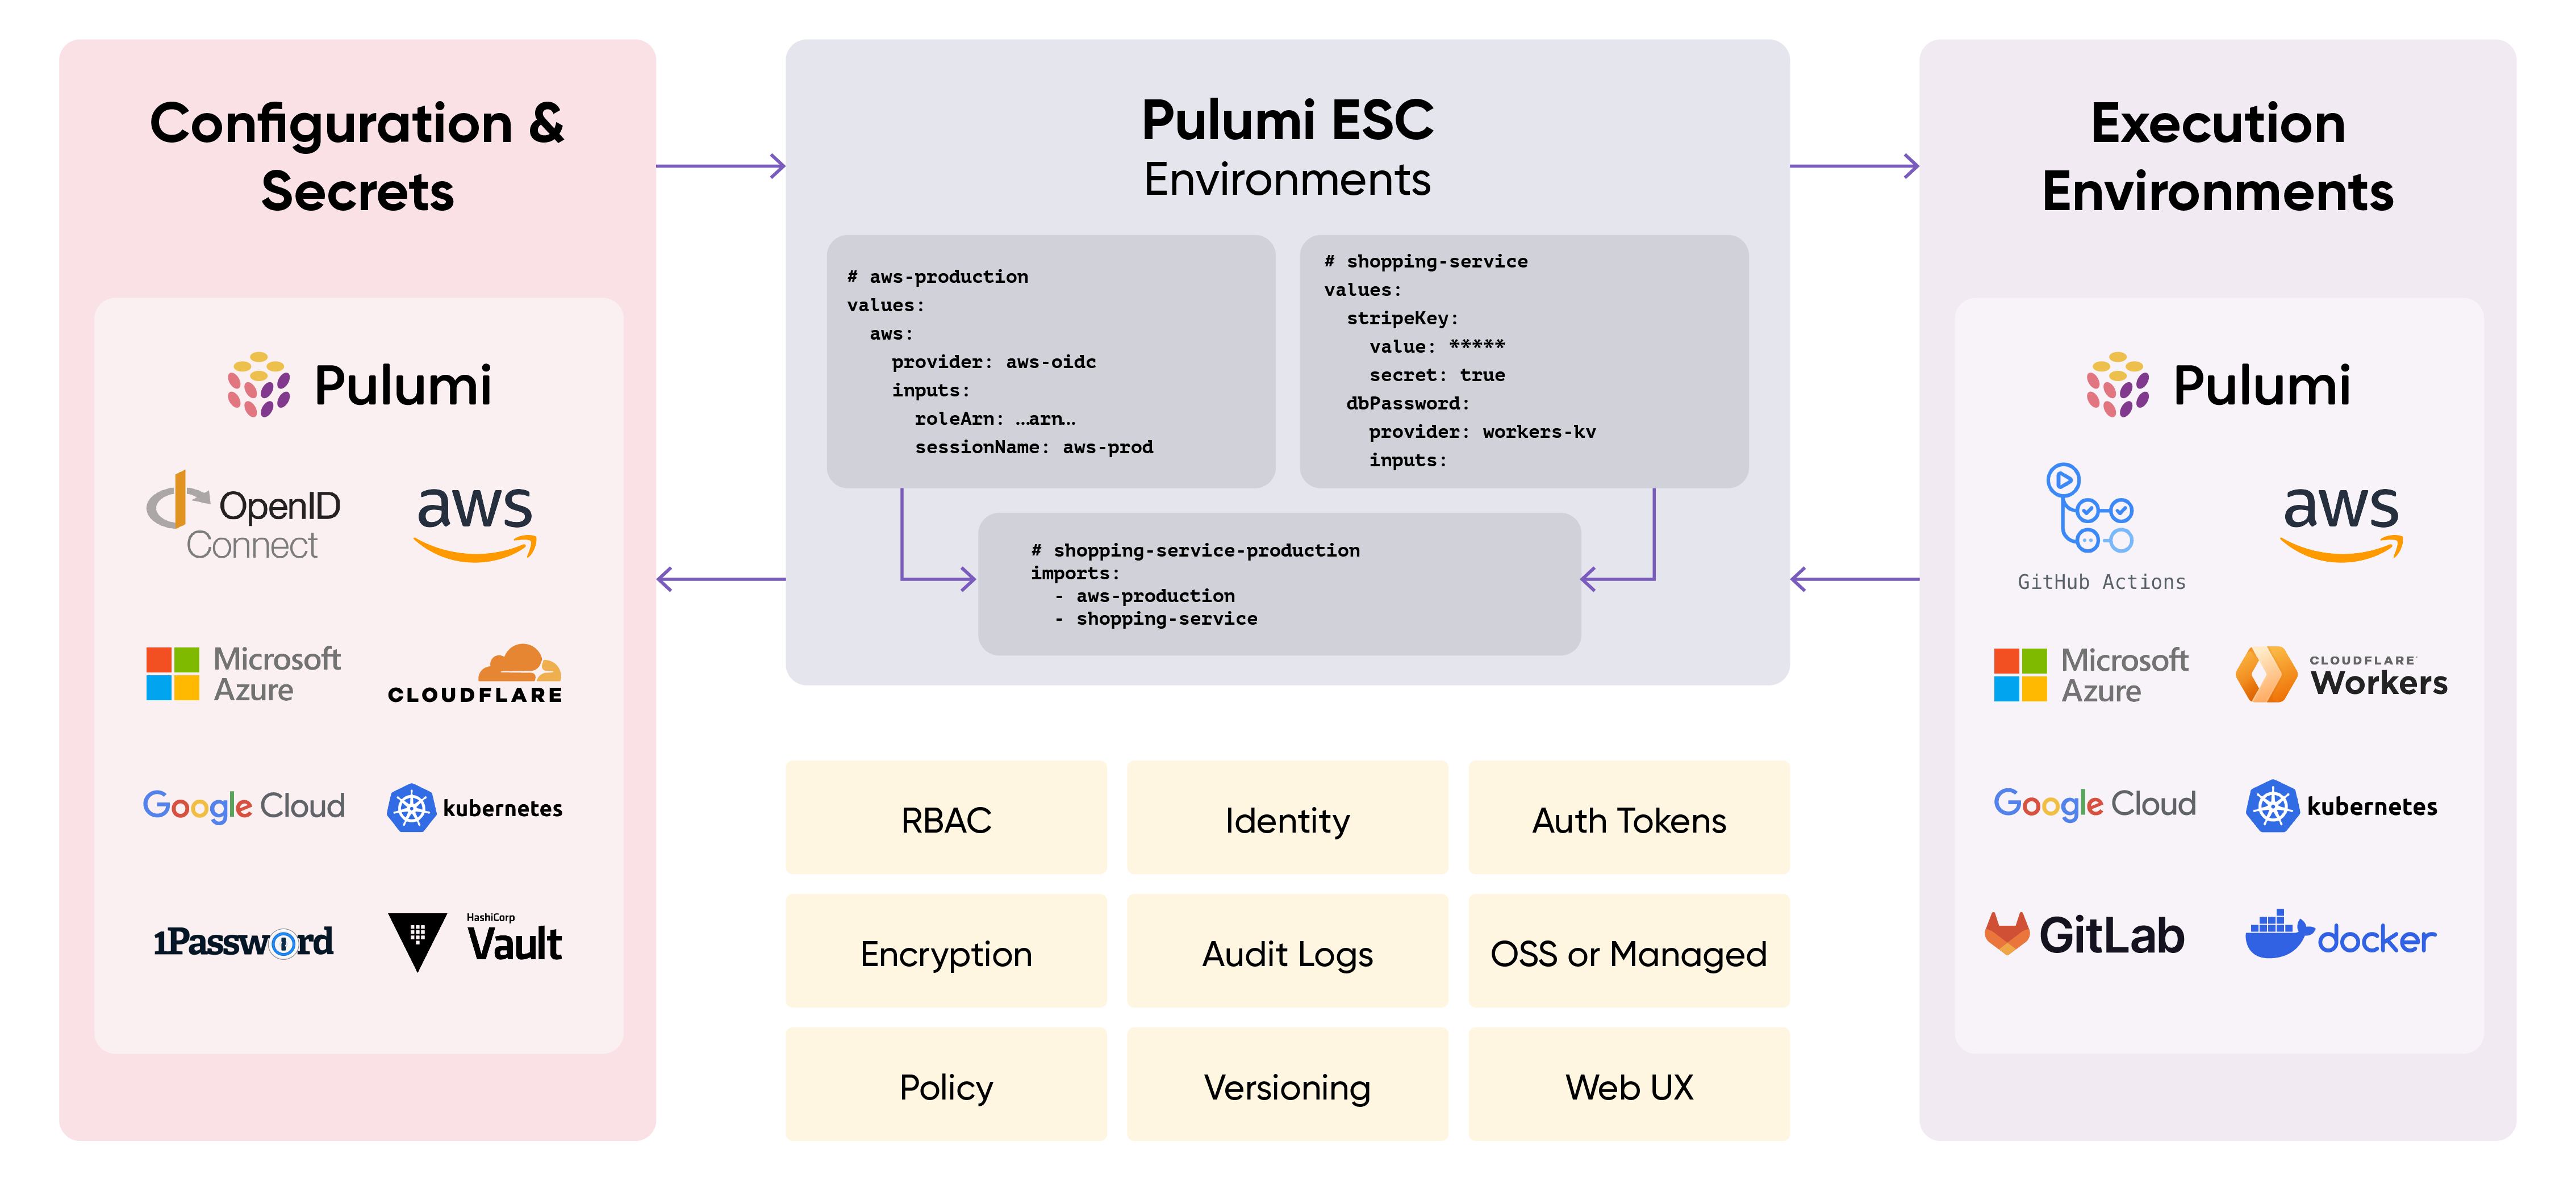 Configuration &
Secrets
Pulumi
OpenID
Connect
aws
Microsoft
Azure
CLOUDFLARE
Google Cloud
kubernetes
1Password
HashiCorp
Vault
Pulumi ESC
Environments
# aws-production
values:
  aws:
    provider: aws-oidc
    inputs:
      roleArn: …arn…
      sessionName: aws-prod
# shopping-service
values:
  stripeKey:
    value: *****
    secret: true
  dbPassword:
    provider: workers-kv
    inputs:
# shopping-service-production
imports:
  - aws-production
  - shopping-service
RBAC
Identity
Auth Tokens
Encryption
Audit Logs
OSS or Managed
Policy
Versioning
Web UX
Execution
Environments
Pulumi
GitHub Actions
aws
Microsoft
Azure
CLOUDFLARE
Workers
Google Cloud
kubernetes
GitLab
docker